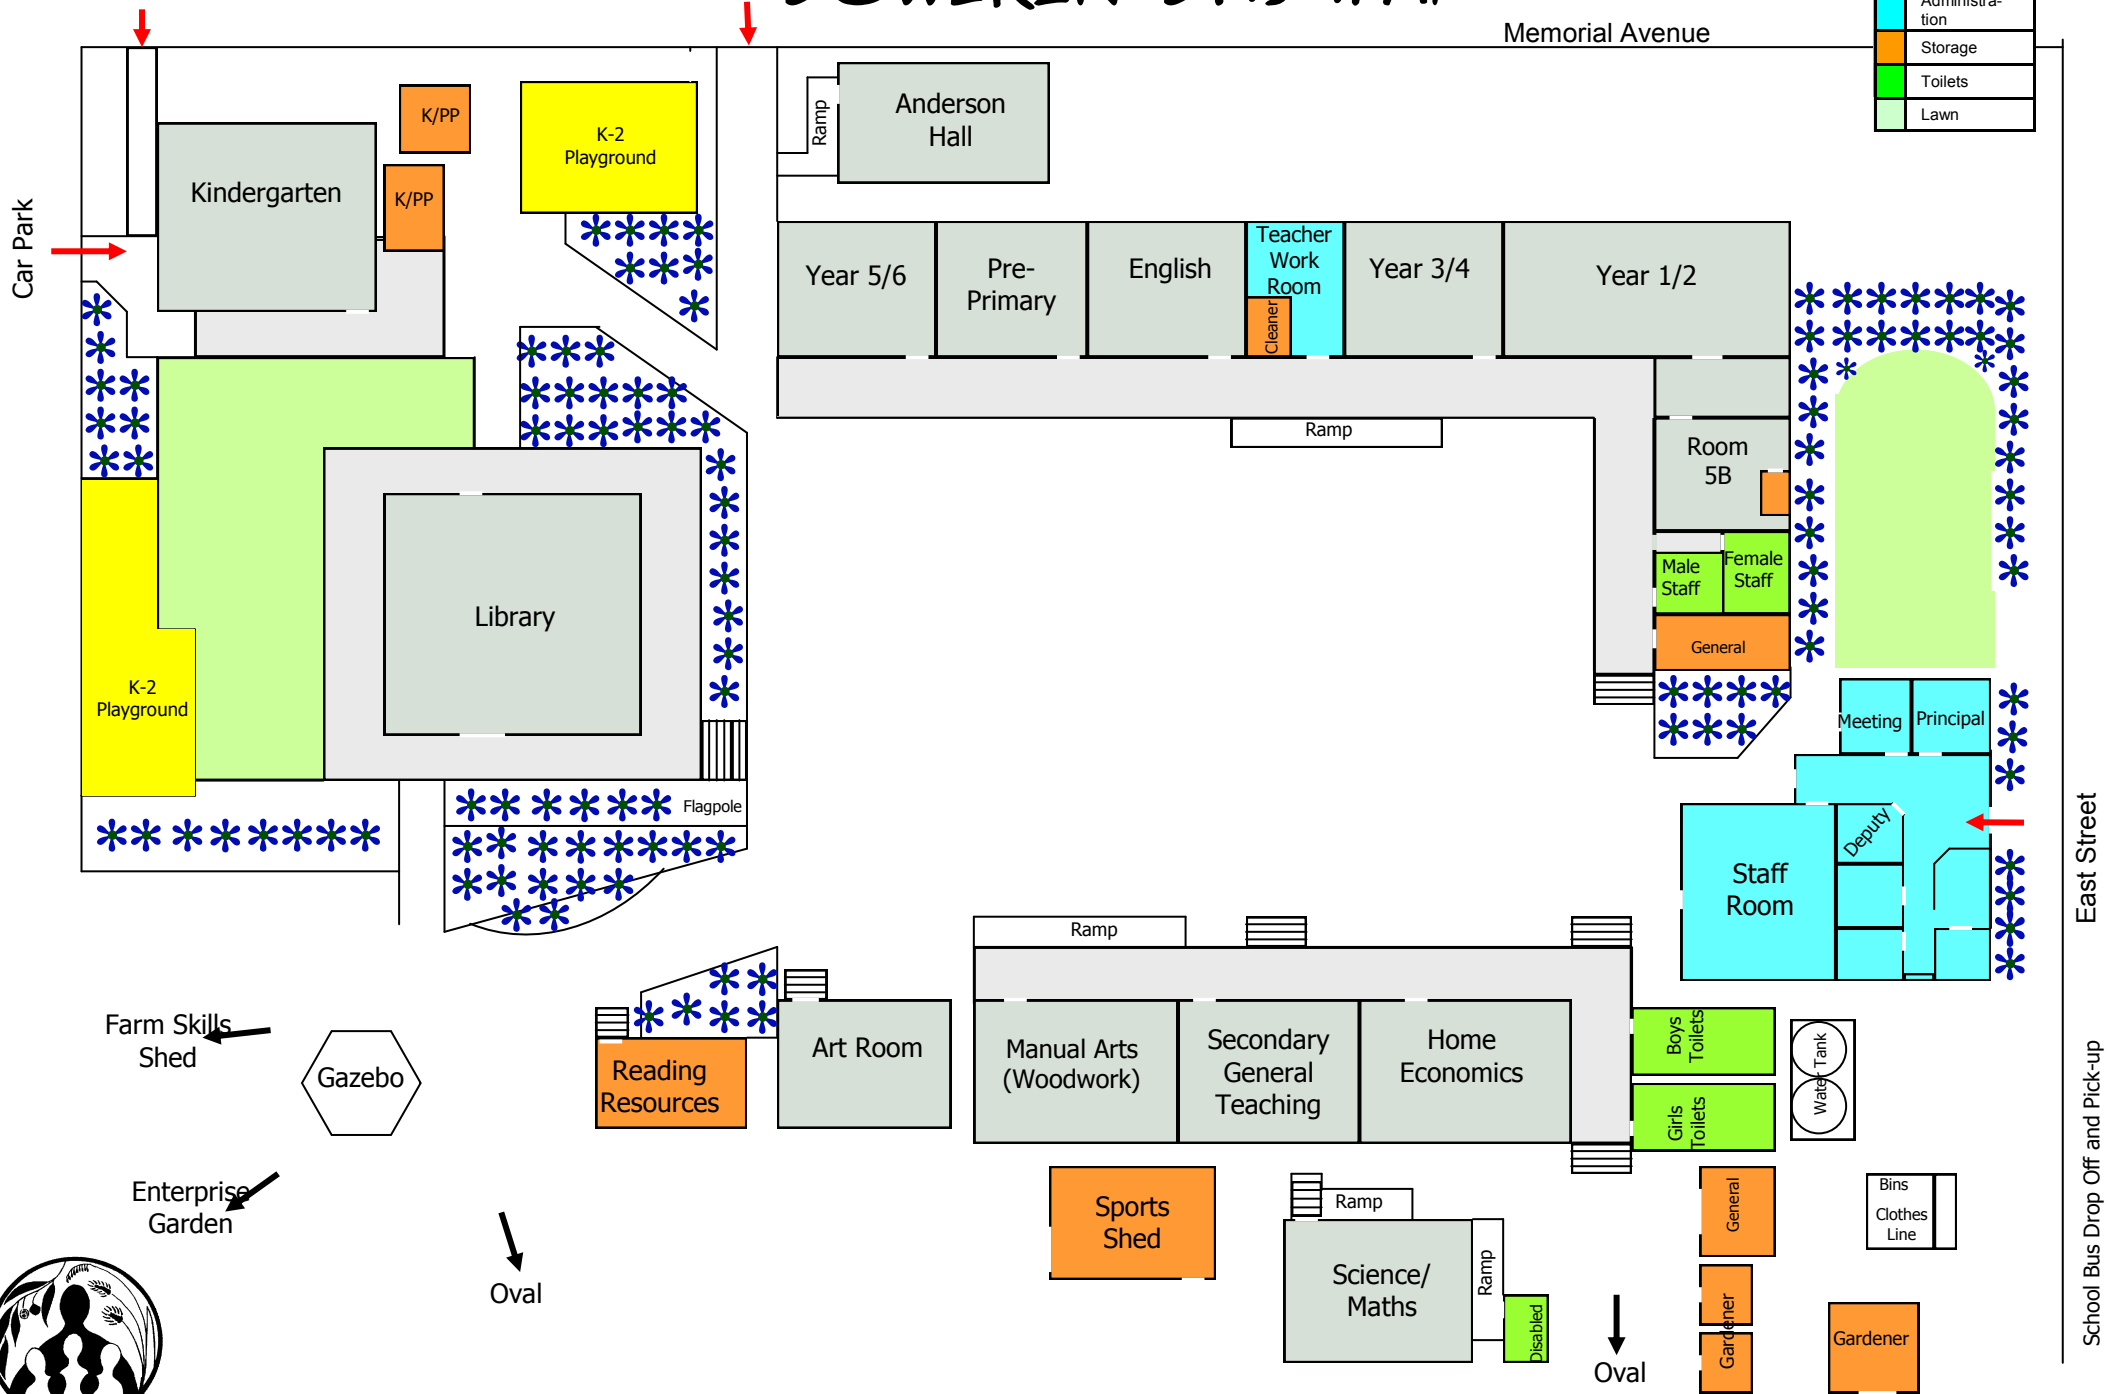 Memorial Avenue
Administra-
tion
Storage
Toilets
Lawn
Car Park
Kindergarten
K/PP
K/PP
K-2
Playground
Ramp
Anderson
Hall
Year 5/6
Pre-
Primary
English
Teacher
Work
Room
Cleaner
Year 3/4
Year 1/2
Ramp
Room
5B
Male
Staff
Female
Staff
General
Library
K-2
Playground
Flagpole
Meeting
Principal
Deputy
Staff
Room
East Street
Farm Skills
Shed
Gazebo
Enterprise
Garden
Oval
Reading
Resources
Art Room
Ramp
Manual Arts
(Woodwork)
Secondary
General
Teaching
Home
Economics
Boys
Toilets
Girls
Toilets
Water Tank
Sports
Shed
Ramp
Science/
Maths
Ramp
Disabled
Oval
General
Gardener
Gardener
Bins
Clothes
Line
School Bus Drop Off and Pick-up